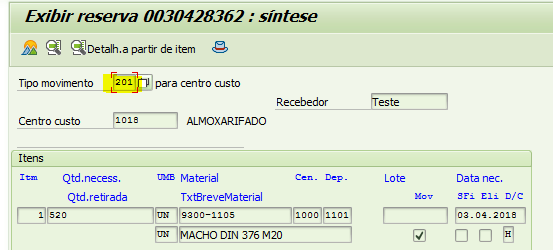 Exibir reserva 0030428362 : síntese
Detalh.a partir de item
Tipo movimento 201 para centro custo
Recebedor Teste
Centro custo 1018 ALMOXARIFADO
Itens
Itm Qtd.necess. UMB Material Cen. Dep. Lote Data nec.
Qtd.retirada TxtBreveMaterial Mov SFi Eli D/C
1 520 UN 9300-1105 1000 1101 03.04.2018
UN MACHO DIN 376 M20 H